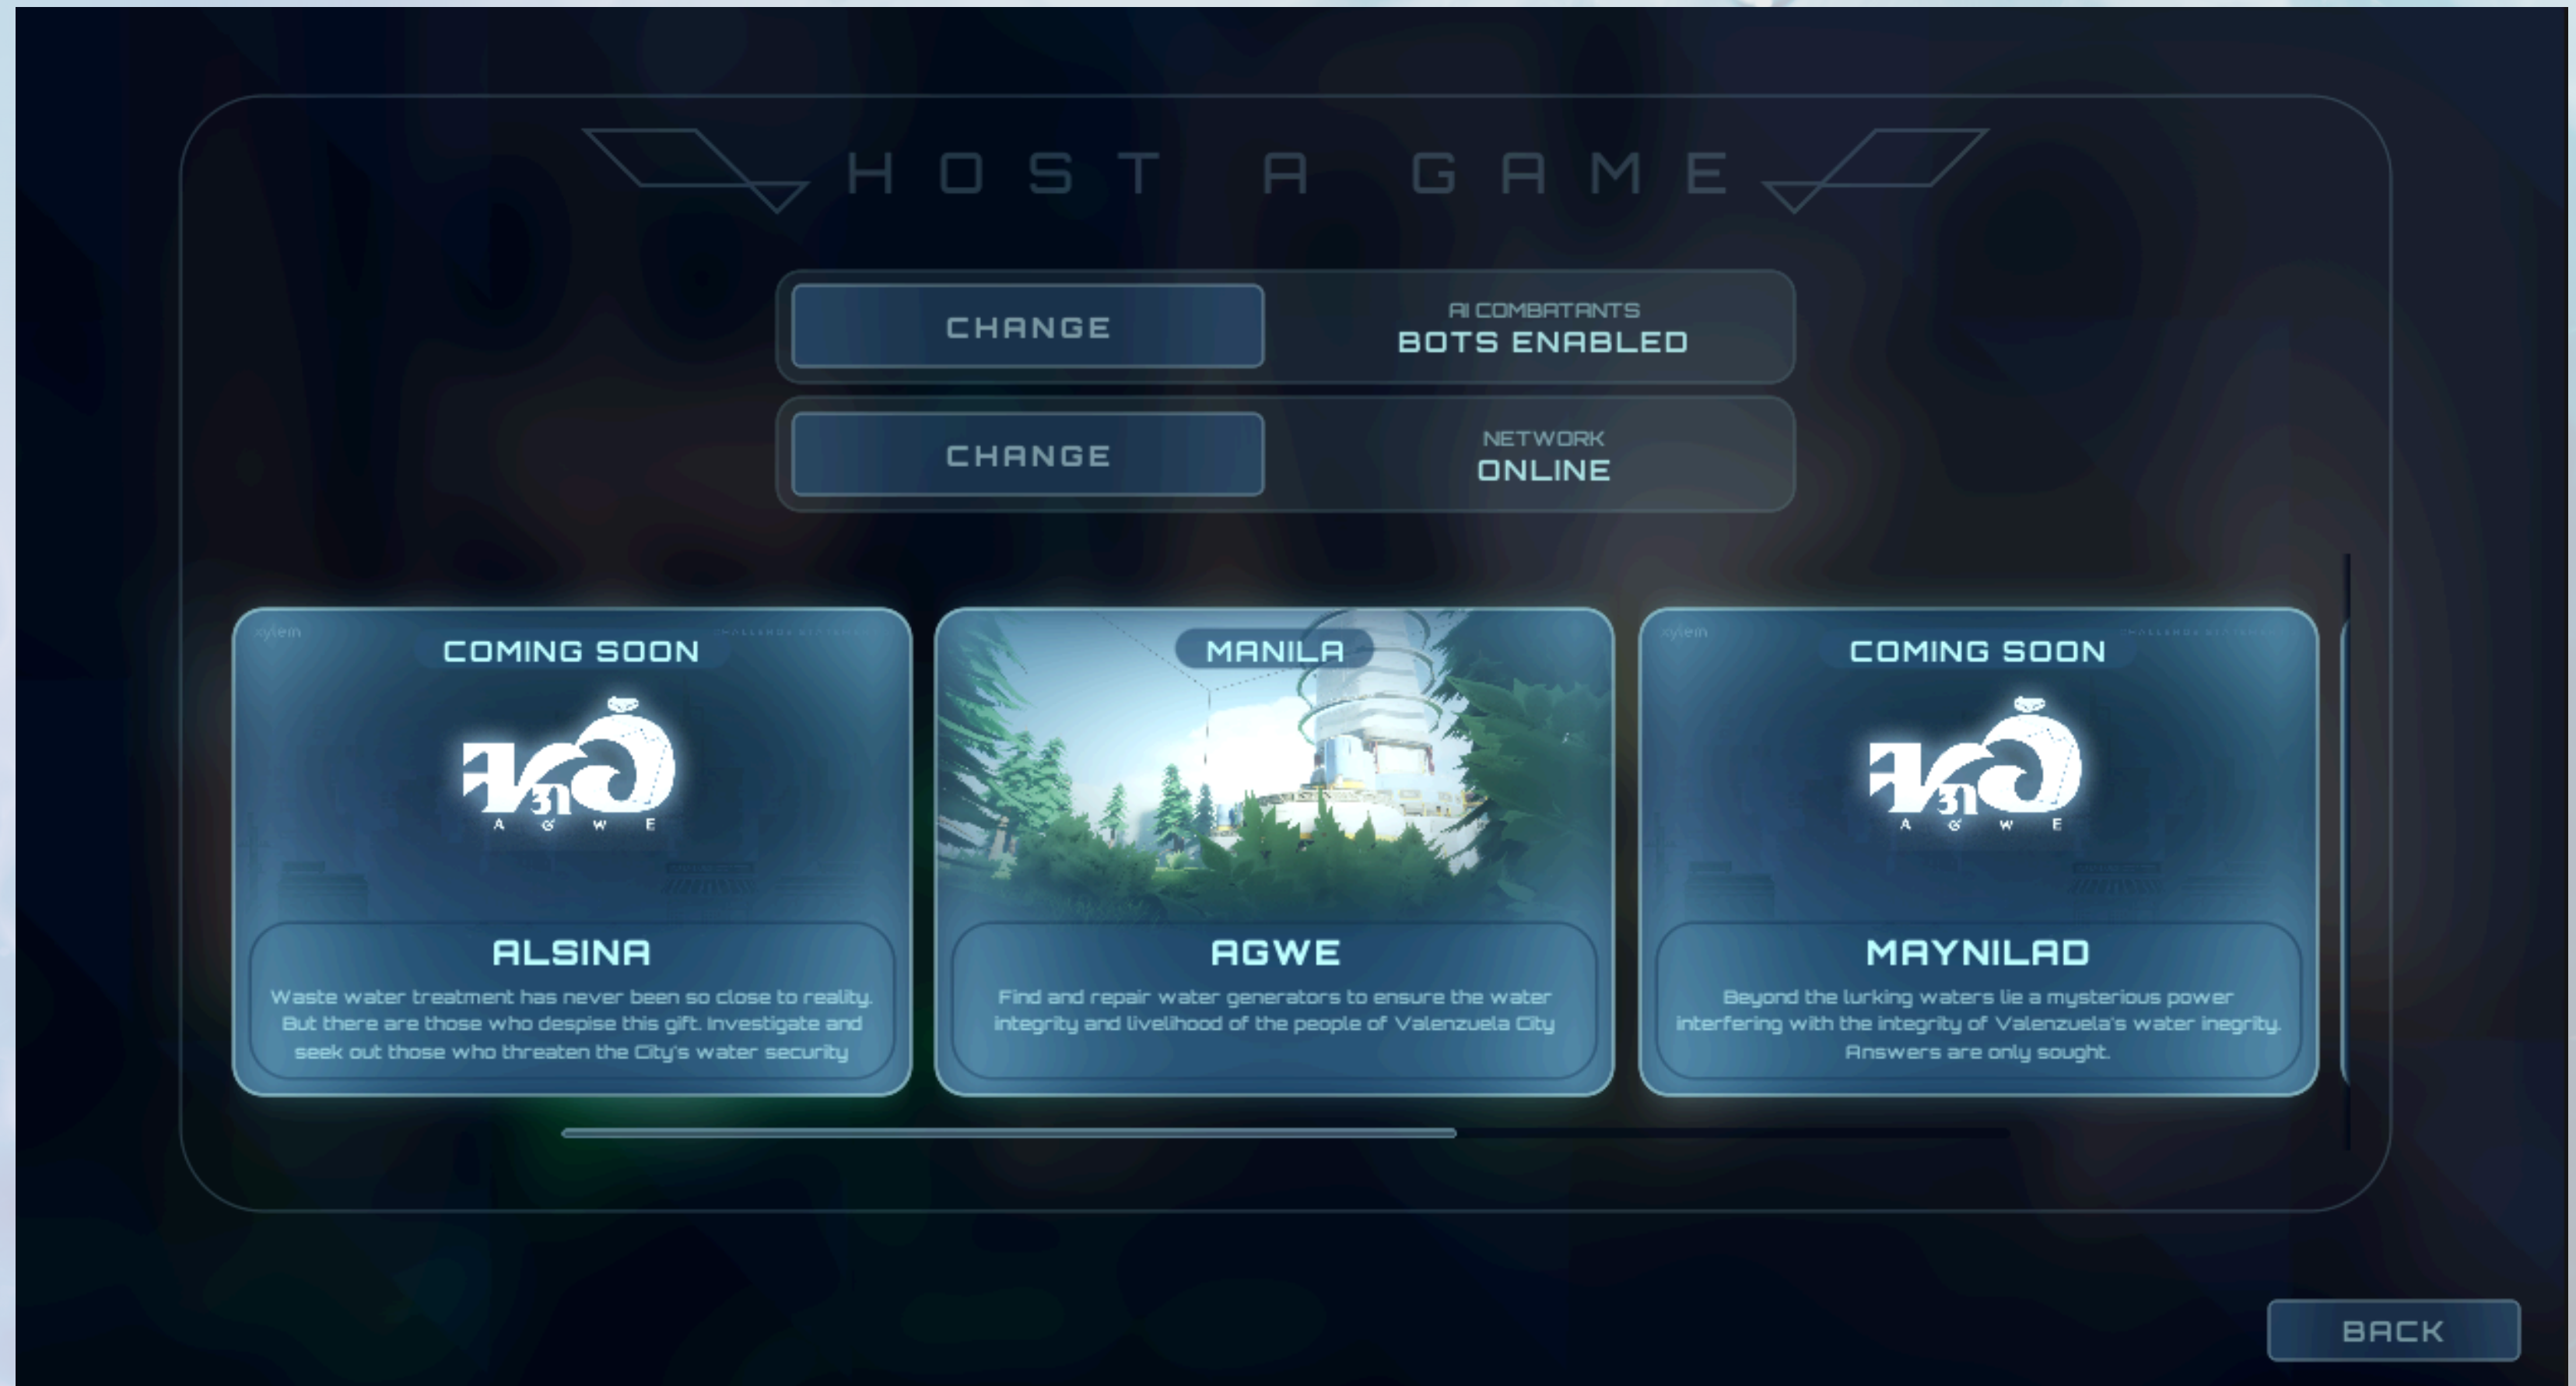 HOST A GAME
CHANGE
AI COMBATANTS
BOTS ENABLED
CHANGE
NETWORK
ONLINE
xylem
COMING SOON
AGWE
ALSINA
Waste water treatment has never been so close to reality.
But there are those who despise this gift. Investigate and
seek out those who threaten the City's water security
MANILA
AGWE
Find and repair water generators to ensure the water
integrity and livelihood of the people of Valenzuela City
xylem
COMING SOON
AGWE
MAYNILAD
Beyond the lurking waters lie a mysterious power
interfering with the integrity of Valenzuela's water inegrity.
Answers are only sought.
BACK